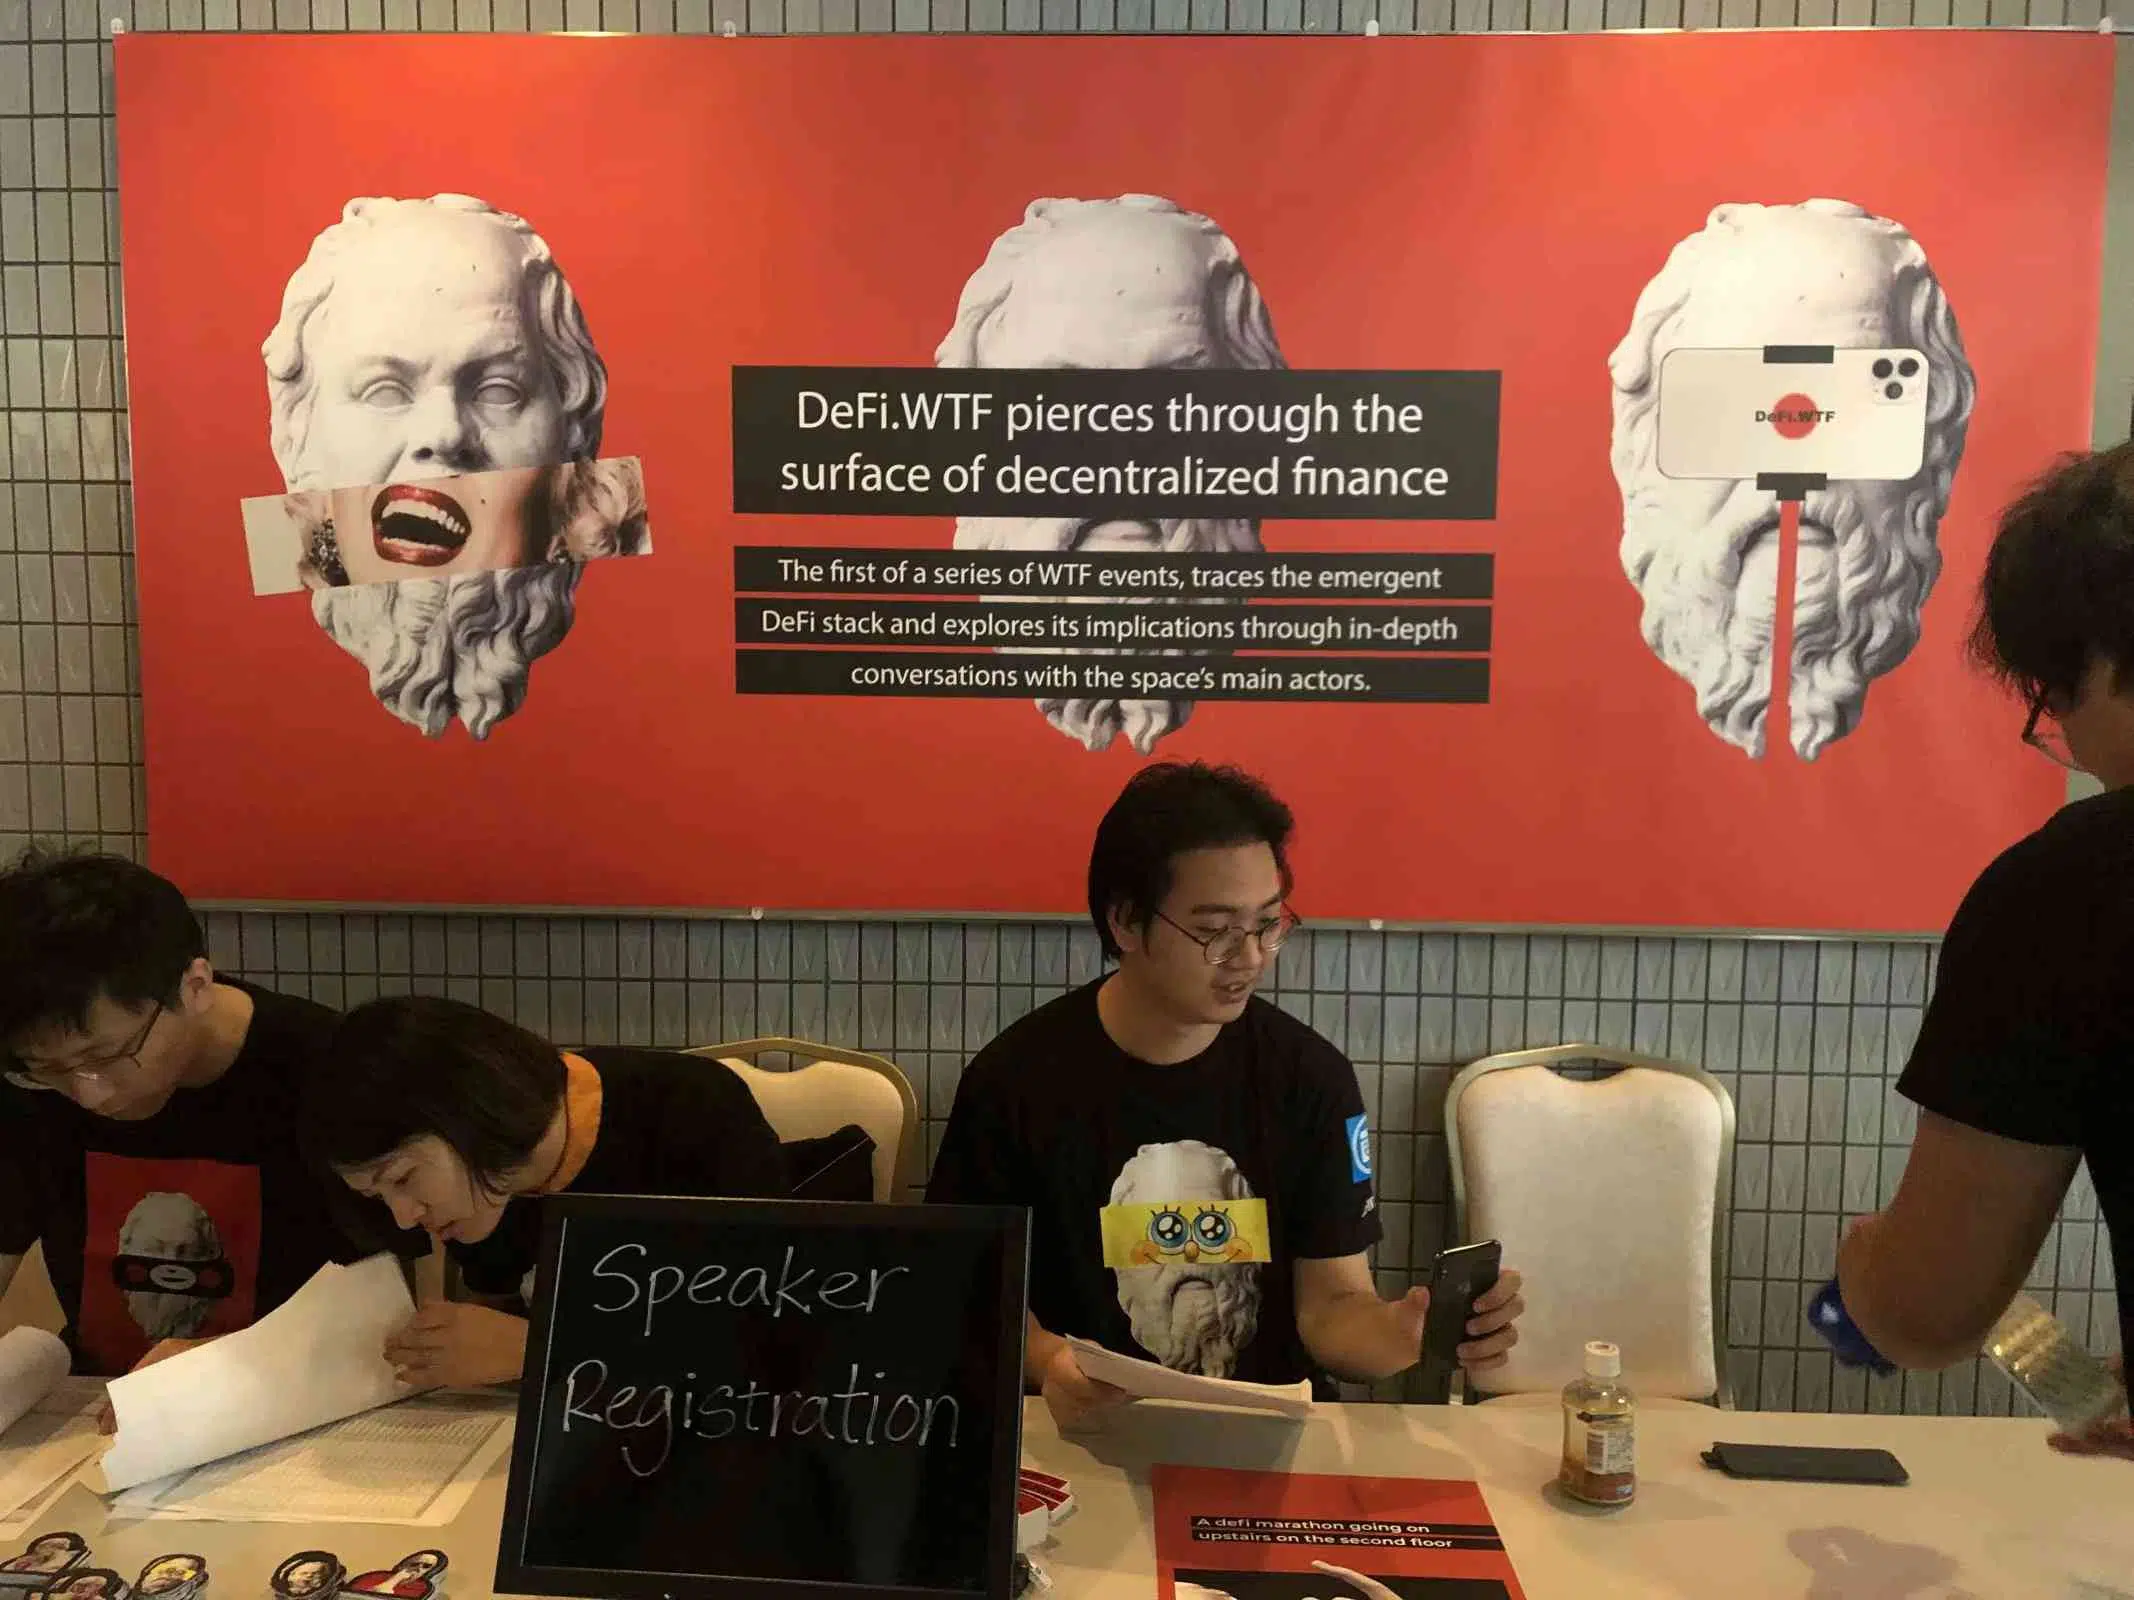 DeFi.WTF pierces through the
surface of decentralized finance
The first of a series of WTF events, traces the emergent
DeFi stack and explores its implications through in-depth
conversations with the space's main actors.
DeFi.WTF
Speaker
Registration
A defi marathon going on
upstairs on the second floor